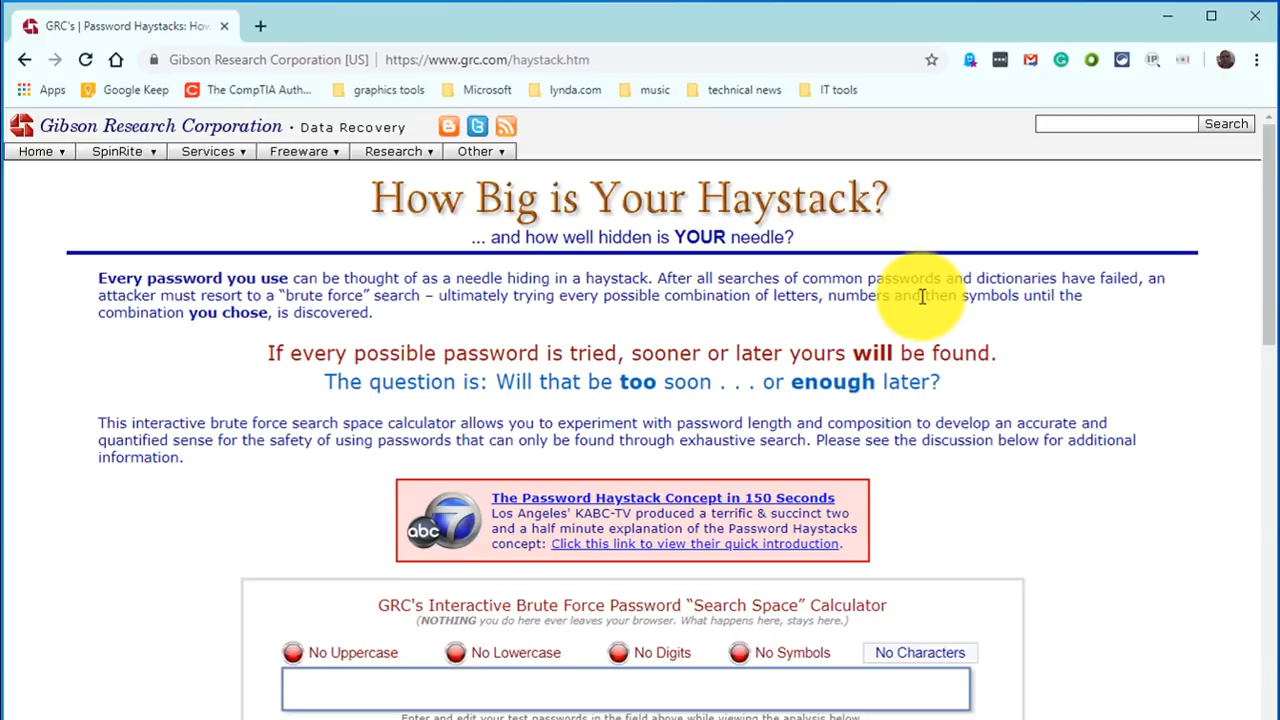 GRC's | Password Haystacks: How
Gibson Research Corporation [US] | https://www.grc.com/haystack.htm
Apps Google Keep The CompTIA Auth... graphics tools Microsoft lynda.com music technical news IT tools
Gibson Research Corporation · Data Recovery
Search
Home ▾ SpinRite ▾ Services ▾ Freeware ▾ Research ▾ Other ▾
How Big is Your Haystack?
... and how well hidden is YOUR needle?
Every password you use can be thought of as a needle hiding in a haystack. After all searches of common passwords and dictionaries have failed, an
attacker must resort to a “brute force” search – ultimately trying every possible combination of letters, numbers and then symbols until the
combination you chose, is discovered.
If every possible password is tried, sooner or later yours will be found.
The question is: Will that be too soon . . . or enough later?
This interactive brute force search space calculator allows you to experiment with password length and composition to develop an accurate and
quantified sense for the safety of using passwords that can only be found through exhaustive search. Please see the discussion below for additional
information.
abc 7
The Password Haystack Concept in 150 Seconds
Los Angeles' KABC-TV produced a terrific & succinct two
and a half minute explanation of the Password Haystacks
concept: Click this link to view their quick introduction.
GRC's Interactive Brute Force Password “Search Space” Calculator
(NOTHING you do here ever leaves your browser. What happens here, stays here.)
No Uppercase No Lowercase No Digits No Symbols No Characters
Enter and edit your test passwords in the field above while viewing the analysis below.